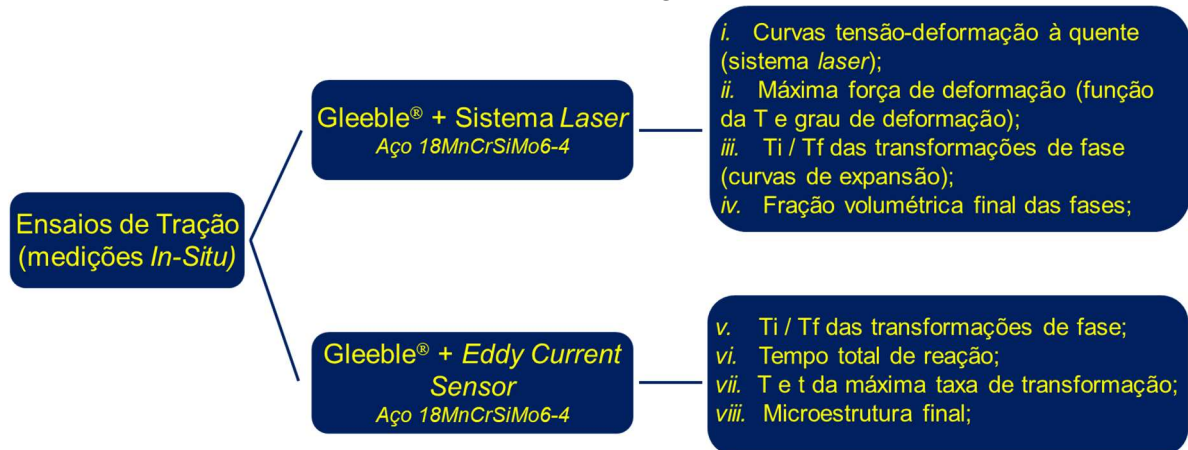 Ensaios de Tração
(medições In-Situ)
Gleeble® + Sistema Laser
Aço 18MnCrSiMo6-4
i. Curvas tensão-deformação à quente
(sistema laser);
ii. Máxima força de deformação (função
da T e grau de deformação);
iii. Ti / Tf das transformações de fase
(curvas de expansão);
iv. Fração volumétrica final das fases;
Gleeble® + Eddy Current
Sensor
Aço 18MnCrSiMo6-4
v. Ti / Tf das transformações de fase;
vi. Tempo total de reação;
vii. T e t da máxima taxa de transformação;
viii. Microestrutura final;